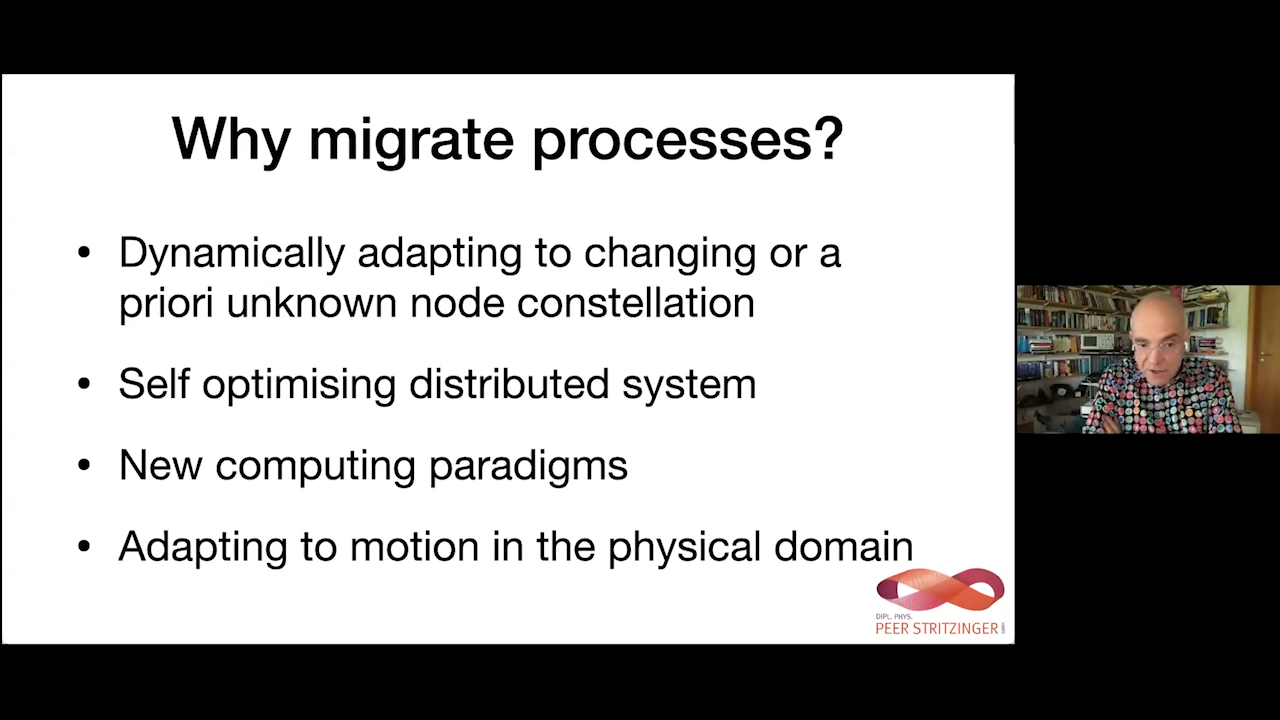 Why migrate processes?
• Dynamically adapting to changing or a
priori unknown node constellation
• Self optimising distributed system
• New computing paradigms
• Adapting to motion in the physical domain
DIPL. PHYS.
PEER STRITZINGER